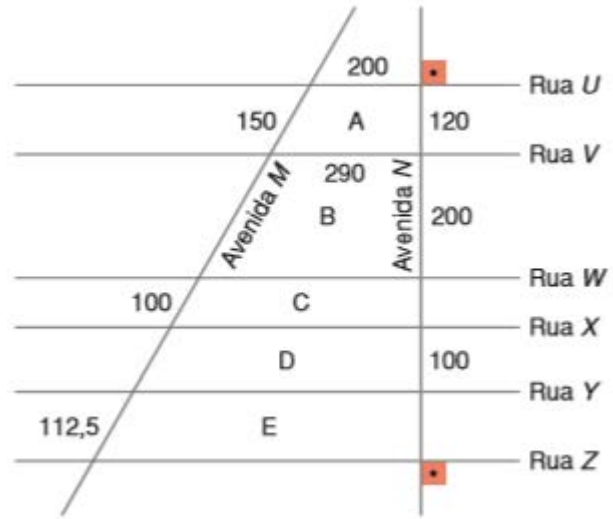 200
Rua U
150 A 120
Rua V
290
Avenida M
B
Avenida N
200
Rua W
100 C
Rua X
D 100
Rua Y
112,5 E
Rua Z